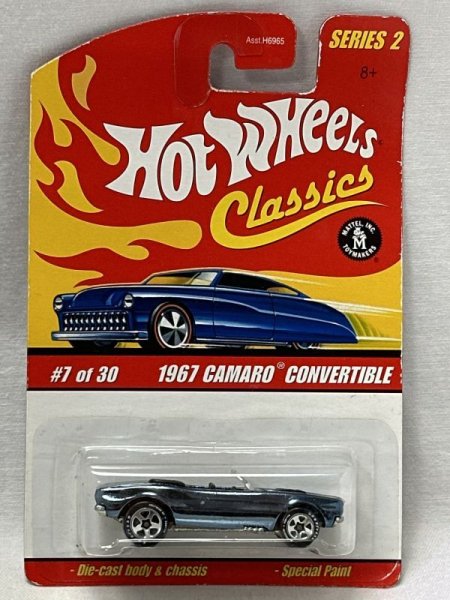 Asst.H6965
SERIES 2
8+
HOT WHEELS
Classics
MATTEL, INC.
M
TOYMAKERS
#7 of 30
1967 CAMARO® CONVERTIBLE
- Die-cast body & chassis
- Special Paint